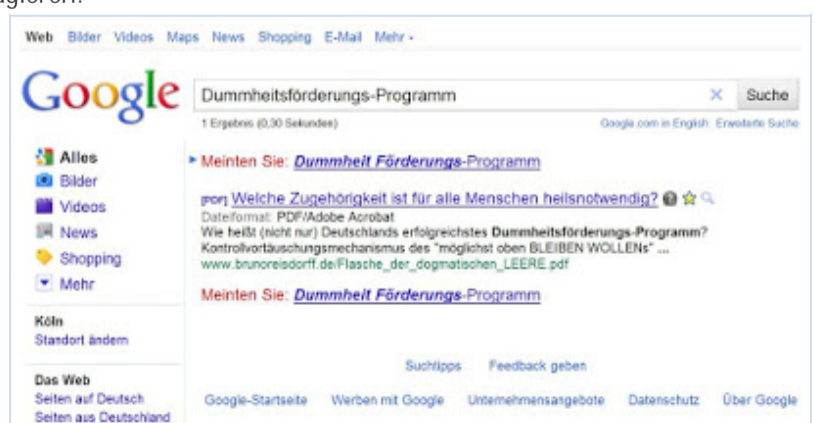 Web Bilder Videos Maps News Shopping E-Mail Mehr
Google
Dummheitsförderungs-Programm
Suche
1 Ergebnis (0,30 Sekunden)
Google.com in English Erweiterte Suche
Alles
Bilder
Videos
News
Shopping
Mehr
Köln
Standort ändern
Das Web
Seiten auf Deutsch
Seiten aus Deutschland
Meinten Sie: Dummheit Förderungs-Programm
[PDF] Welche Zugehörigkeit ist für alle Menschen heilsnotwendig?
Dateiformat: PDF/Adobe Acrobat
Wie heißt (nicht nur) Deutschlands erfolgreichstes Dummheitsförderungs-Programm?
Kontrollvortäuschungsmechanismus des "möglichst oben BLEIBEN WOLLENs" ...
www.brunoreisdorff.de/Flasche_der_dogmatischen_LEERE.pdf
Meinten Sie: Dummheit Förderungs-Programm
Suchtipps Feedback geben
Google-Startseite Werben mit Google Unternehmensangebote Datenschutz Über Google